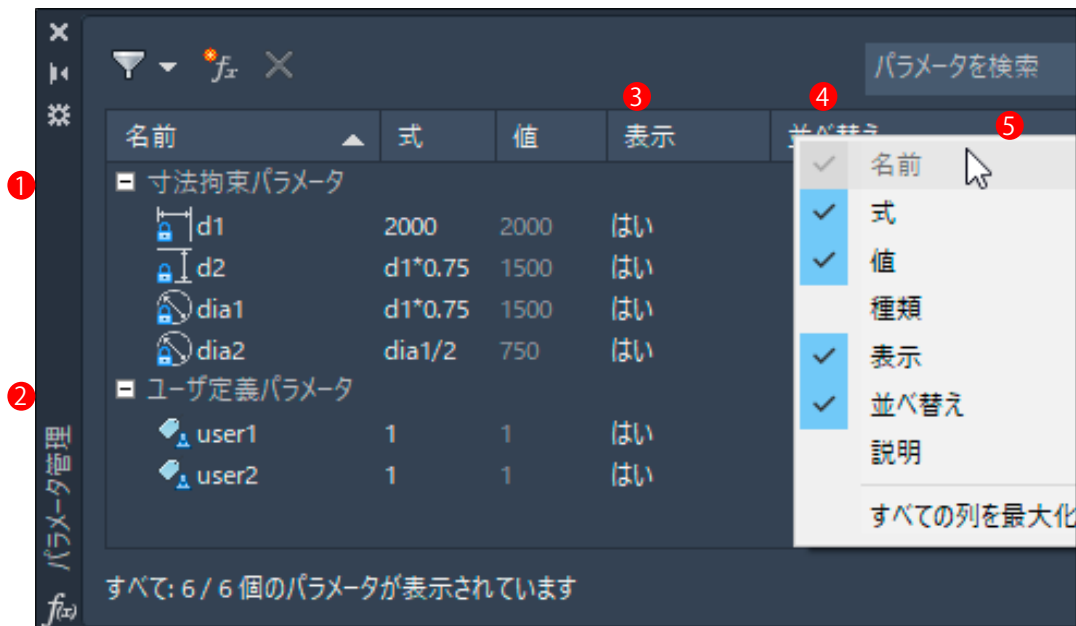 パラメータを検索
3 4 5
名前 式 値 表示 並べ替え
1 寸法拘束パラメータ
d1 2000 2000 はい
d2 d1*0.75 1500 はい
dia1 d1*0.75 1500 はい
dia2 dia1/2 750 はい
2 ユーザ定義パラメータ
user1 1 1 はい
user2 1 1 はい
名前
式
値
種類
表示
並べ替え
説明
すべての列を最大化
すべて: 6 / 6 個のパラメータが表示されています
パラメータ管理
fx
f(x)